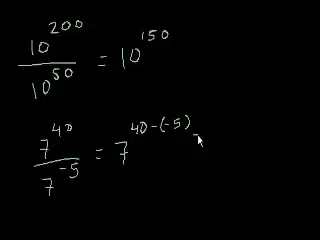 10^200 / 10^50 = 10^150
7^40 / 7^-5 = 7^40-(-5) -